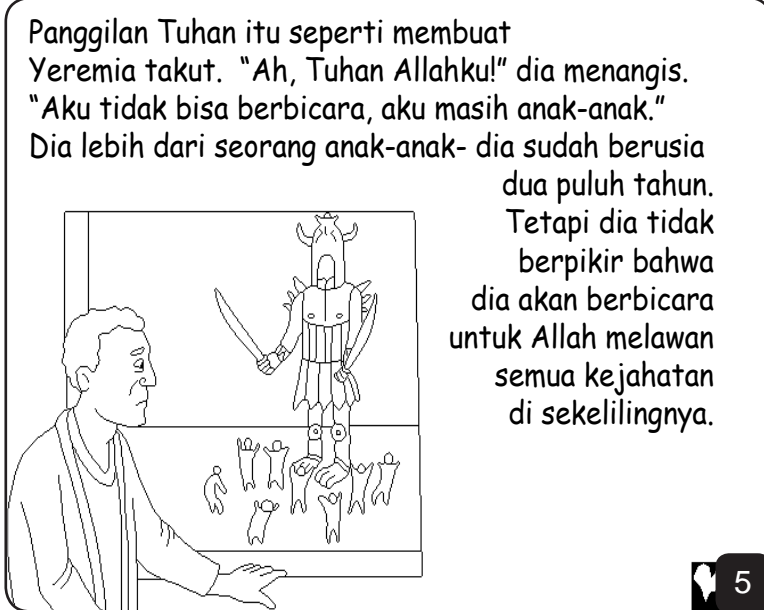 Panggilan Tuhan itu seperti membuat
Yeremia takut.  “Ah, Tuhan Allahku!” dia menangis.
“Aku tidak bisa berbicara, aku masih anak-anak.”
Dia lebih dari seorang anak-anak- dia sudah berusia
dua puluh tahun.
Tetapi dia tidak
berpikir bahwa
dia akan berbicara
untuk Allah melawan
semua kejahatan
di sekelilingnya.
5